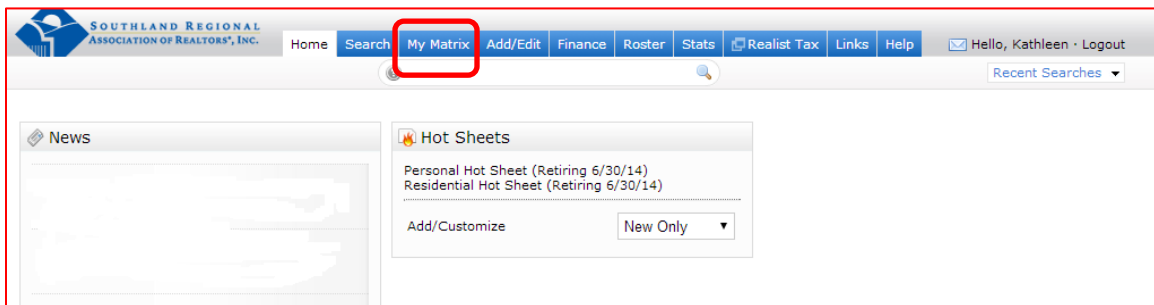 SOUTHLAND REGIONAL
ASSOCIATION OF REALTORS®, INC.
Home Search My Matrix Add/Edit Finance Roster Stats Realist Tax Links Help Hello, Kathleen · Logout
Recent Searches
News
Hot Sheets
Personal Hot Sheet (Retiring 6/30/14)
Residential Hot Sheet (Retiring 6/30/14)
Add/Customize New Only